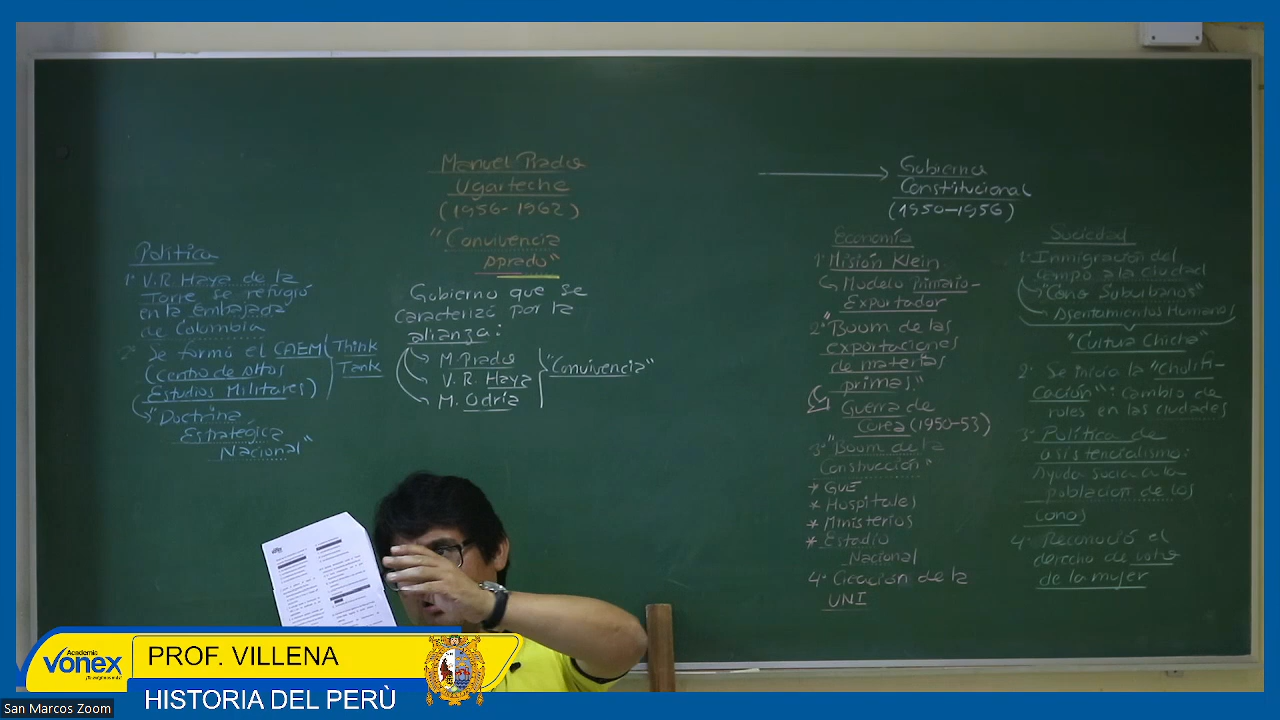 Manuel Prado
Ugarteche
(1956-1962)
"Convivencia
Aprado"
Gobierno que se
caracterizó por la
alianza:
M. Prado
V. R. Haya
M. Odría
"Convivencia"
Política
1° V.R. Haya de la
Torre se refugió
en la embajada
de Colombia
2° Se formó el CAEM (Think
Tank
(Centro de altos
Estudios Militares)
"Doctrina
Estratégica
Nacional"
Gobierno
Constitucional
(1950-1956)
Economía
1° Misión Klein
Modelo Primario-
Exportador
2° "Boom de las
exportaciones
de materias
primas."
Guerra de
Corea (1950-53)
3° "Boom de la
Construcción"
* GUE
* Hospitales
* Ministerios
* Estadio
Nacional
4° Creación de la
UNI
Sociedad
1° Inmigración del
campo a la ciudad
"Cono Suburbanos"
Asentamientos Humanos
"Cultura Chicha"
2° Se inicia la "Cholifi-
cación": cambio de
roles en las ciudades
3° Política de
asistencialismo:
Ayuda social a la
población de los
conos
4° Reconoció el
derecho de voto
de la mujer
Academia
vonex
PROF. VILLENA
HISTORIA DEL PERÙ
San Marcos Zoom